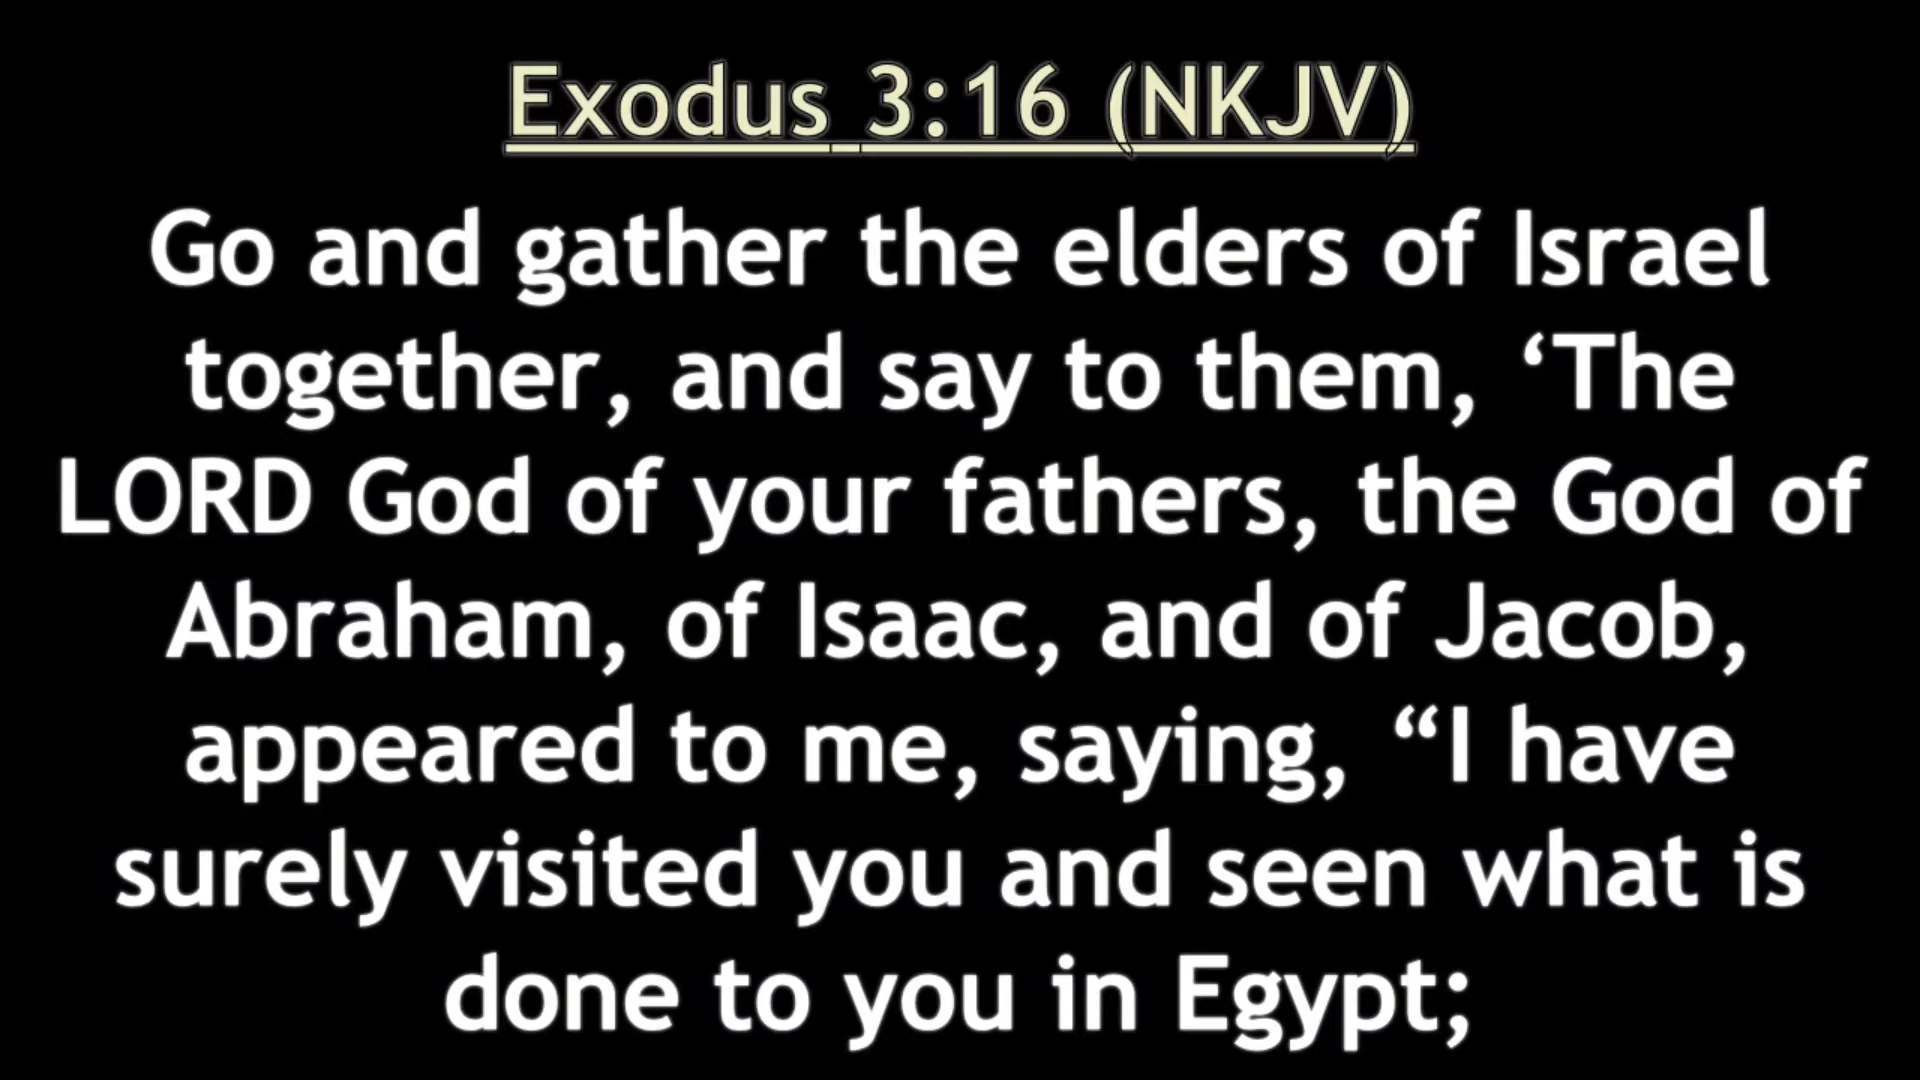 Exodus 3:16 (NKJV)
Go and gather the elders of Israel
together, and say to them, ‘The
LORD God of your fathers, the God of
Abraham, of Isaac, and of Jacob,
appeared to me, saying, “I have
surely visited you and seen what is
done to you in Egypt;